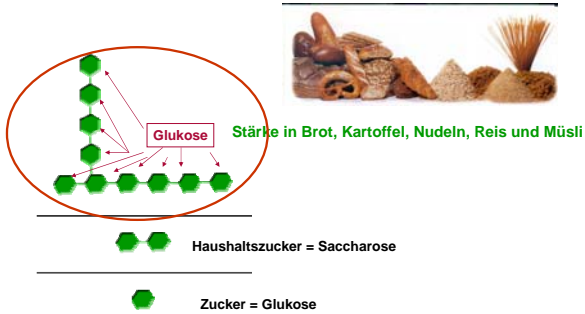 Glukose
Stärke in Brot, Kartoffel, Nudeln, Reis und Müsli
Haushaltszucker = Saccharose
Zucker = Glukose